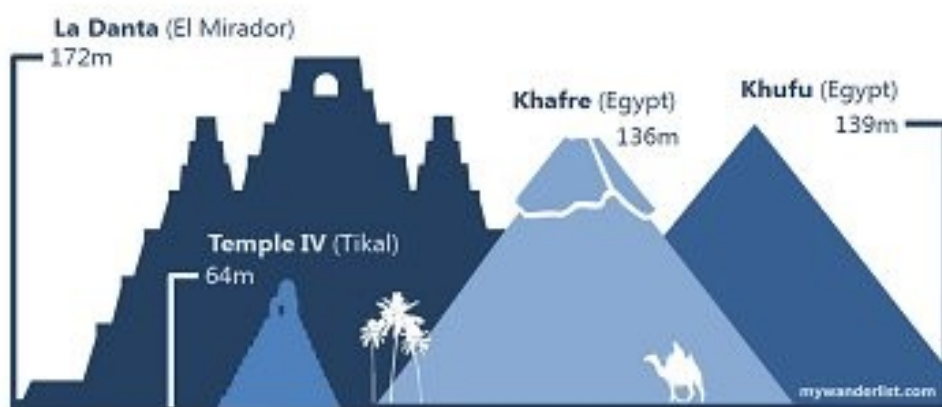 La Danta (El Mirador)
172m
Khafre (Egypt)
136m
Khufu (Egypt)
139m
Temple IV (Tikal)
64m
mywanderlist.com